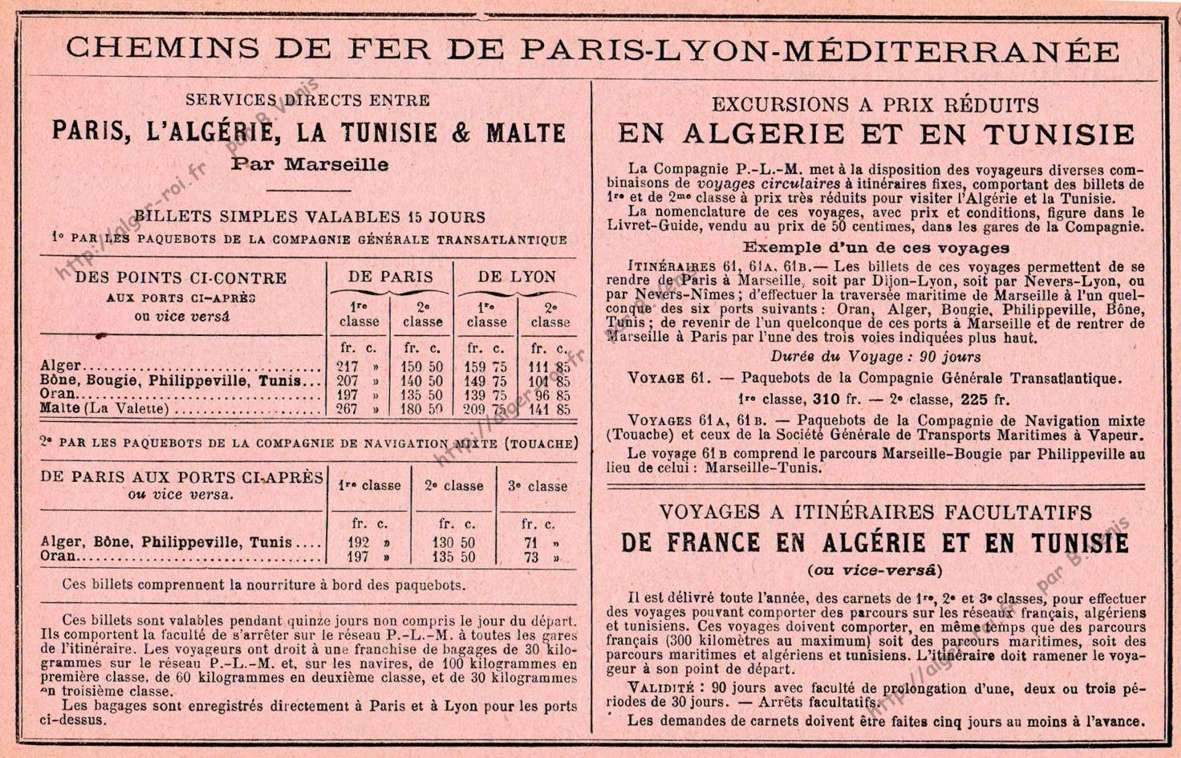 CHEMINS DE FER DE PARIS-LYON-MÉDITERRANÉE
SERVICES DIRECTS ENTRE
PARIS, L'ALGÉRIE, LA TUNISIE & MALTE
Par Marseille
BILLETS SIMPLES VALABLES 15 JOURS
1º PAR LES PAQUEBOTS DE LA COMPAGNIE GÉNÉRALE TRANSATLANTIQUE
DES POINTS CI-CONTRE
AUX PORTS CI-APRÈS
ou vice versâ
DE PARIS DE LYON
1re classe 2e classe 1re classe 2e classe
fr. c. fr. c. fr. c. fr. c.
Alger 217 » 150 50 159 75 111 85
Bône, Bougie, Philippeville, Tunis... 207 » 140 50 149 75 101 85
Oran 197 » 135 50 139 75 96 85
Malte (La Valette) 267 » 180 50 209 75 141 85
2e PAR LES PAQUEBOTS DE LA COMPAGNIE DE NAVIGATION MIXTE (TOUACHE)
DE PARIS AUX PORTS CI-APRÈS
ou vice versa.
1re classe 2e classe 3e classe
fr. c. fr. c. fr. c.
Alger, Bône, Philippeville, Tunis .... 192 » 130 50 71 »
Oran 197 » 135 50 73 »
Ces billets comprennent la nourriture à bord des paquebots.
Ces billets sont valables pendant quinze jours non compris le jour du départ.
Ils comportent la faculté de s'arrêter sur le réseau P.-L.-M. à toutes les gares
de l'itinéraire. Les voyageurs ont droit à une franchise de bagages de 30 kilo-
grammes sur le réseau P.-L.-M et, sur les navires, de 100 kilogrammes en
première classe, de 60 kilogrammes en deuxième classe, et de 30 kilogrammes
en troisième classe.
Les bagages sont enregistrés directement à Paris et à Lyon pour les ports
ci-dessus.
EXCURSIONS A PRIX RÉDUITS
EN ALGERIE ET EN TUNISIE
La Compagnie P.-L.-M. met à la disposition des voyageurs diverses com-
binaisons de voyages circulaires à itinéraires fixes, comportant des billets de
1re et de 2me classe à prix très réduits pour visiter l'Algérie et la Tunisie.
La nomenclature de ces voyages, avec prix et conditions, figure dans le
Livret-Guide, vendu au prix de 50 centimes, dans les gares de la Compagnie.
Exemple d'un de ces voyages
ITINÉRAIRES 61, 61A, 61B.— Les billets de ces voyages permettent de se
rendre de Paris à Marseille, soit par Dijon-Lyon, soit par Nevers-Lyon, ou
par Nevers-Nimes ; d'effectuer la traversée maritime de Marseille à l'un quel-
conque des six ports suivants : Oran, Alger, Bougie, Philippeville, Bône,
Tunis ; de revenir de l'un quelconque de ces ports à Marseille et de rentrer de
Marseille à Paris par l'une des trois voies indiquées plus haut.
Durée du Voyage : 90 jours
VOYAGE 61. — Paquebots de la Compagnie Générale Transatlantique.
1re classe, 310 fr. — 2e classe, 225 fr.
VOYAGES 61A, 61B. — Paquebots de la Compagnie de Navigation mixte
(Touache) et ceux de la Société Générale de Transports Maritimes à Vapeur.
Le voyage 61B comprend le parcours Marseille-Bougie par Philippeville au
lieu de celui : Marseille-Tunis.
VOYAGES A ITINÉRAIRES FACULTATIFS
DE FRANCE EN ALGÉRIE ET EN TUNISIE
(ou vice-versâ)
Il est délivré toute l'année, des carnets de 1re, 2e et 3e classes, pour effectuer
des voyages pouvant comporter des parcours sur les réseaux français, algériens
et tunisiens. Ces voyages doivent comporter, en même temps que des parcours
français (300 kilomètres au maximum) soit des parcours maritimes, soit des
parcours maritimes et algériens et tunisiens. L'itinéraire doit ramener le voya-
geur à son point de départ.
VALIDITÉ : 90 jours avec faculté de prolongation d'une, deux ou trois pé-
riodes de 30 jours. — Arrêts facultatifs.
Les demandes de carnets doivent être faites cinq jours au moins à l'avance.
http://alger-roi.fr par B. Venis
http://alger-roi.fr par B. Venis
http://alger-roi.fr par B. Venis